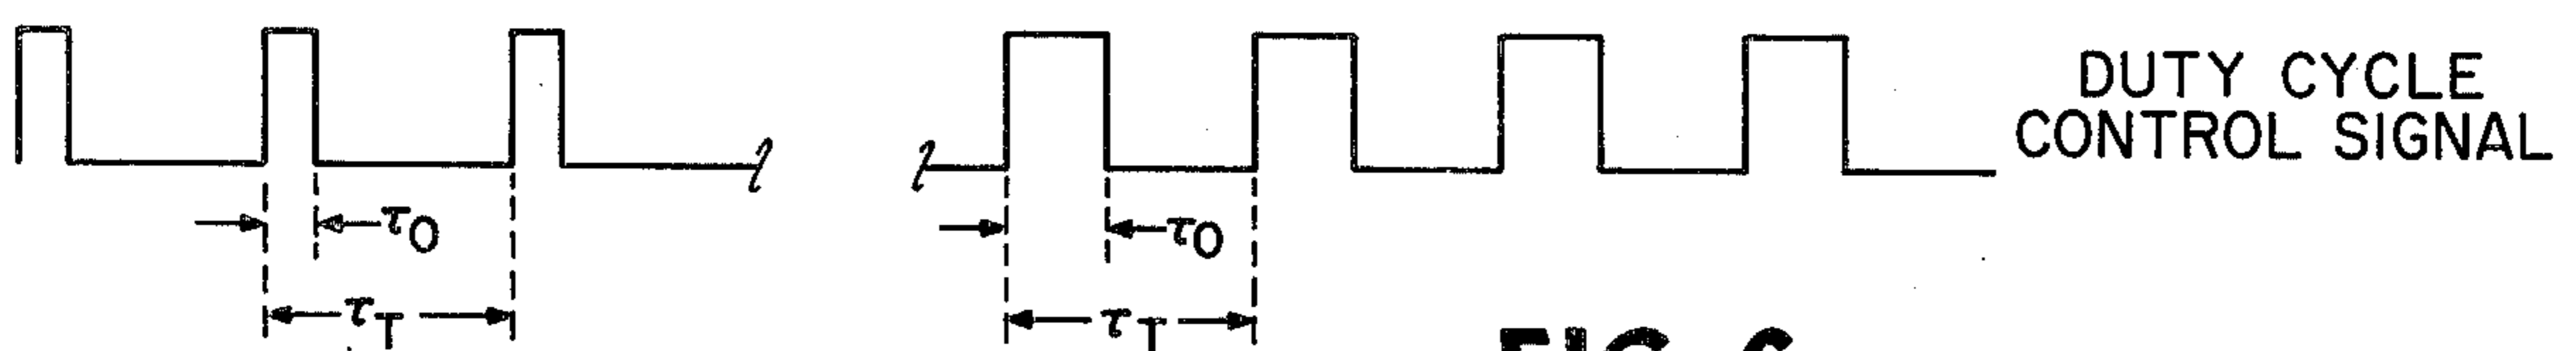 DUTY CYCLE
CONTROL SIGNAL
τO
τO
τT
τT